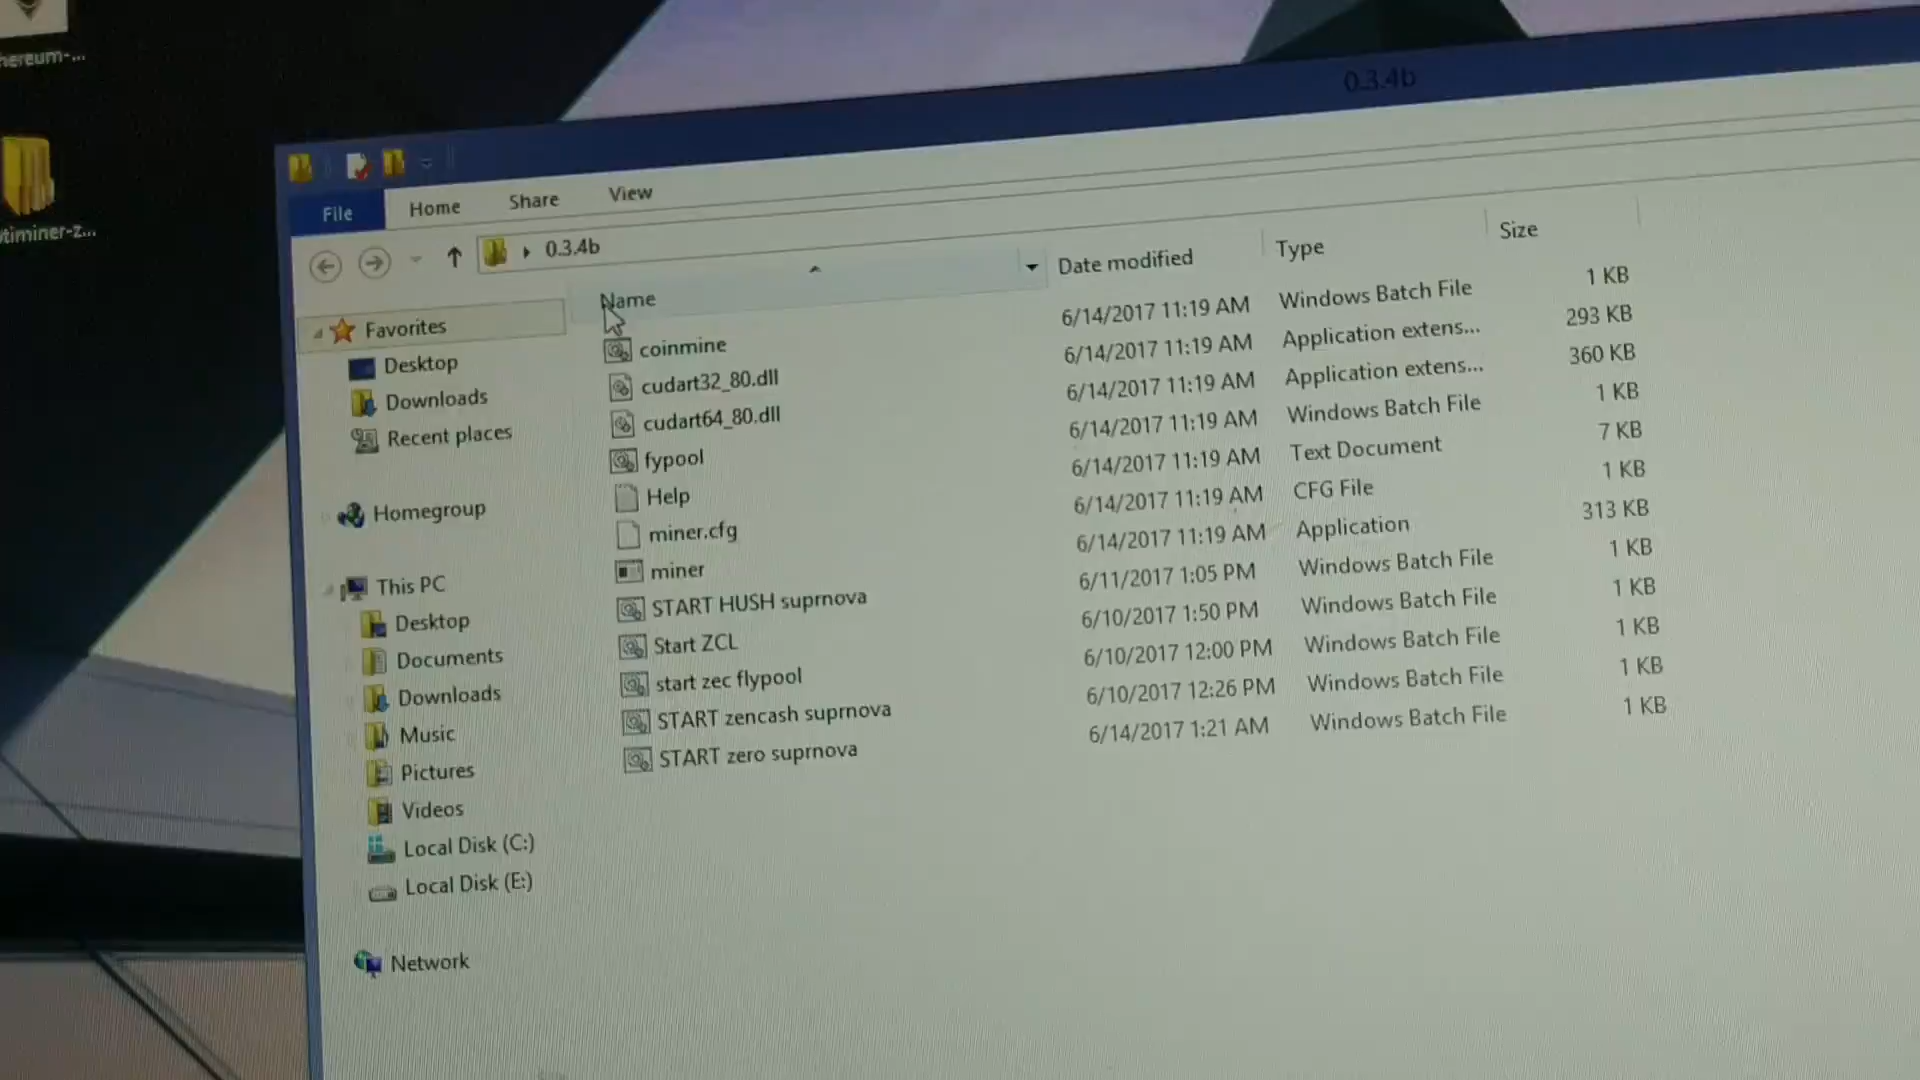 hereum-...
timiner-z...
0.3.4b
File Home Share View
0.3.4b
Name Date modified Type Size
Favorites
Desktop
Downloads
Recent places
Homegroup
This PC
Desktop
Documents
Downloads
Music
Pictures
Videos
Local Disk (C:)
Local Disk (E:)
Network
coinmine 6/14/2017 11:19 AM Windows Batch File 1 KB
cudart32_80.dll 6/14/2017 11:19 AM Application extens... 293 KB
cudart64_80.dll 6/14/2017 11:19 AM Application extens... 360 KB
fypool 6/14/2017 11:19 AM Windows Batch File 1 KB
Help 6/14/2017 11:19 AM Text Document 7 KB
miner.cfg 6/14/2017 11:19 AM CFG File 1 KB
miner 6/14/2017 11:19 AM Application 313 KB
START HUSH suprnova 6/11/2017 1:05 PM Windows Batch File 1 KB
Start ZCL 6/10/2017 1:50 PM Windows Batch File 1 KB
start zec flypool 6/10/2017 12:00 PM Windows Batch File 1 KB
START zencash suprnova 6/10/2017 12:26 PM Windows Batch File 1 KB
START zero suprnova 6/14/2017 1:21 AM Windows Batch File 1 KB